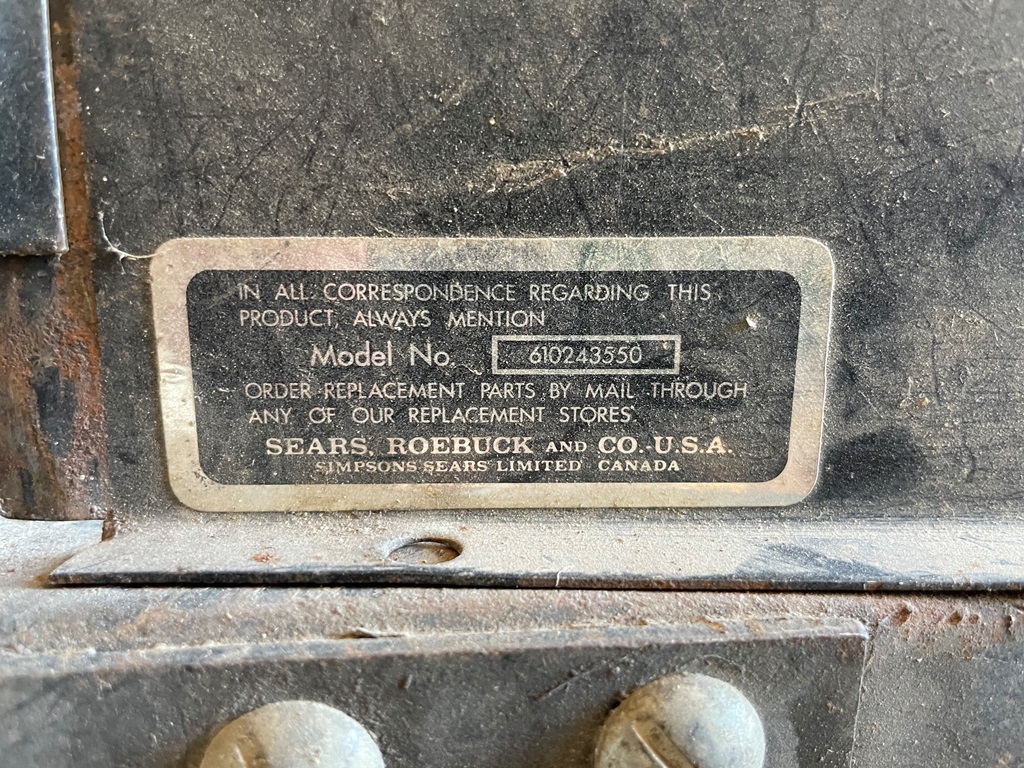 IN ALL CORRESPONDENCE REGARDING THIS
PRODUCT, ALWAYS MENTION
Model No. 610243550
ORDER REPLACEMENT PARTS BY MAIL THROUGH
ANY OF OUR REPLACEMENT STORES.
SEARS, ROEBUCK AND CO.-U.S.A.
SIMPSONS SEARS LIMITED CANADA